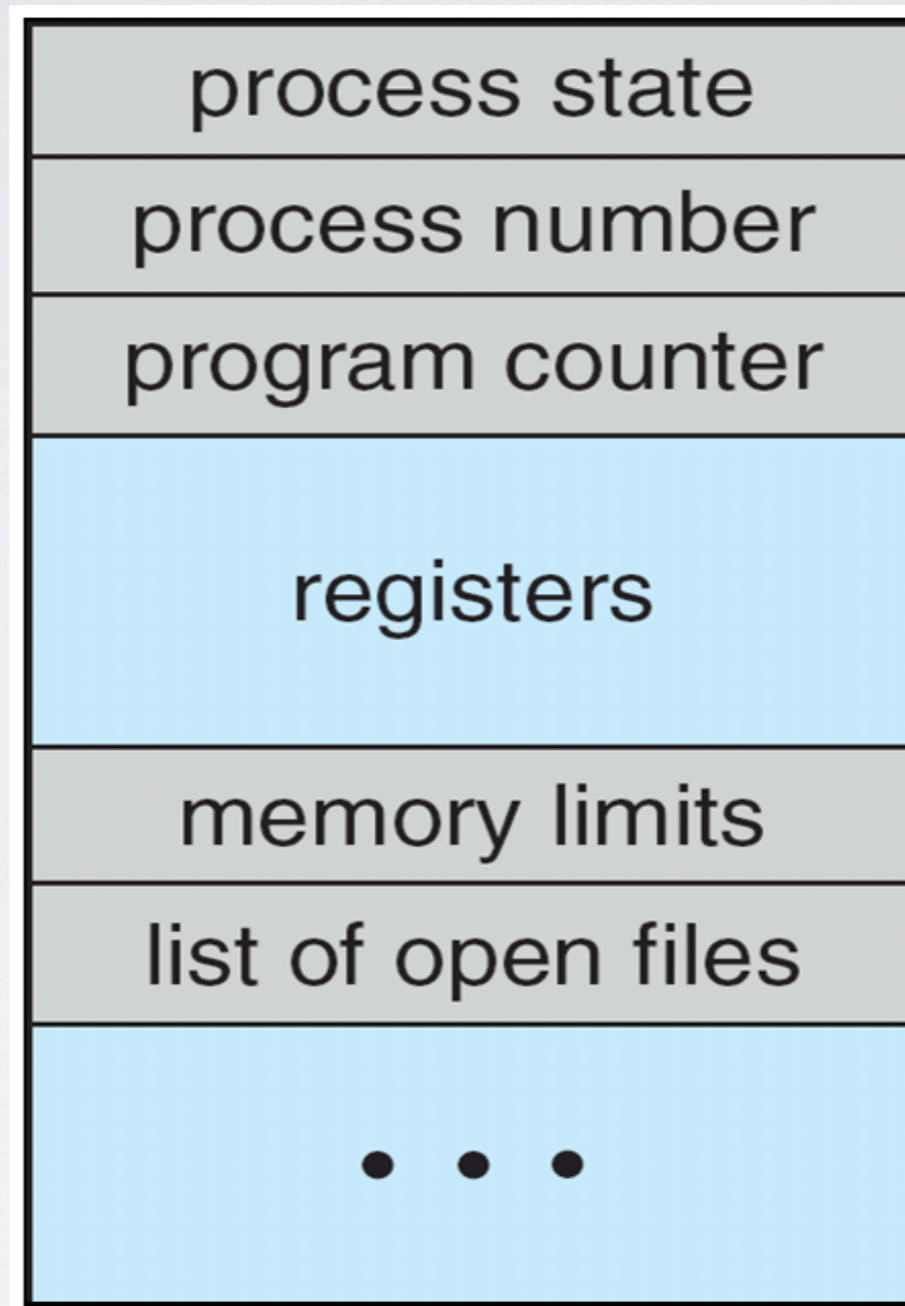 process state
process number
program counter
registers
memory limits
list of open files
• • •